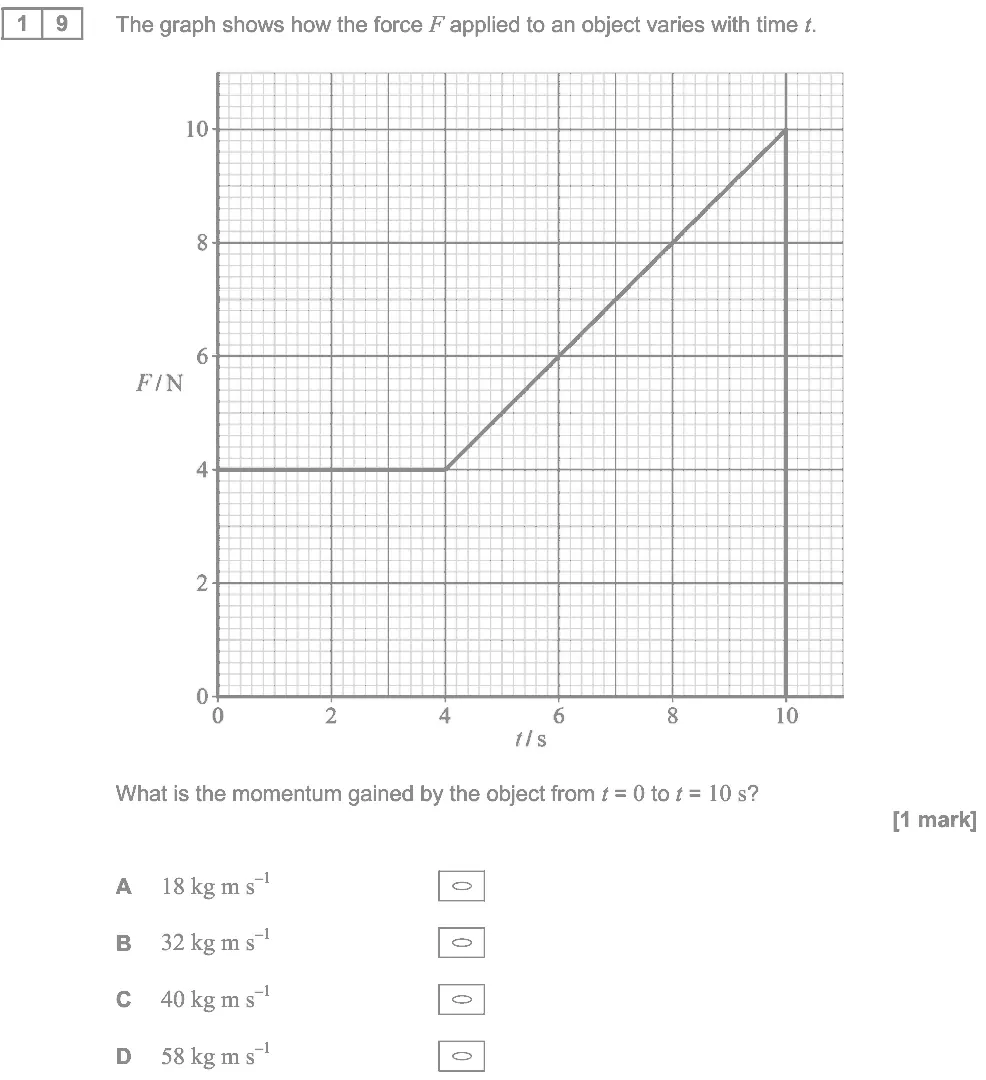 1 9 The graph shows how the force F applied to an object varies with time t.
10
8
6
F / N
4
2
0
0 2 4 6 8 10
t / s
What is the momentum gained by the object from t = 0 to t = 10 s?
[1 mark]
A 18 kg m s⁻¹
B 32 kg m s⁻¹
C 40 kg m s⁻¹
D 58 kg m s⁻¹